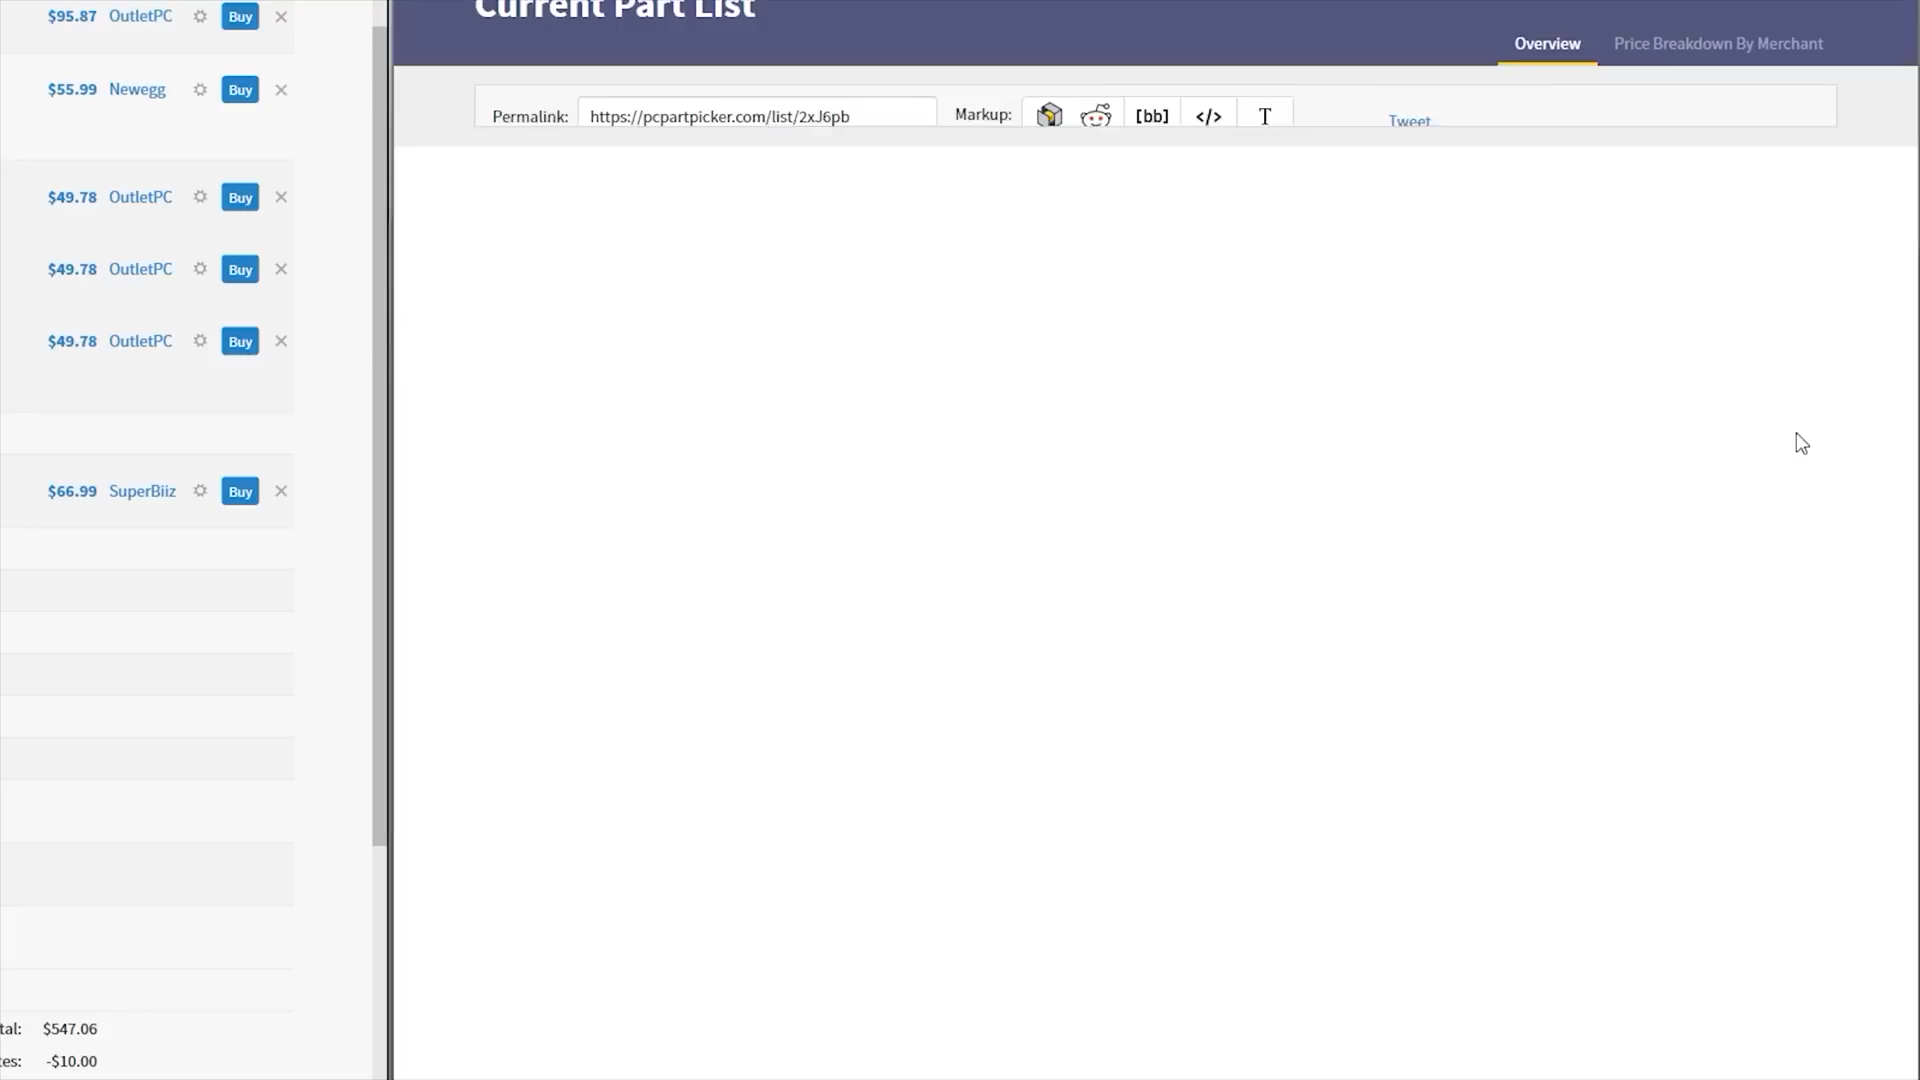 $95.87 OutletPC Buy
$55.99 Newegg Buy
$49.78 OutletPC Buy
$49.78 OutletPC Buy
$49.78 OutletPC Buy
$66.99 SuperBiiz Buy
tal: $547.06
tes: -$10.00
Current Part List
Overview Price Breakdown By Merchant
Permalink: https://pcpartpicker.com/list/2xJ6pb Markup: [bb] </> T Tweet